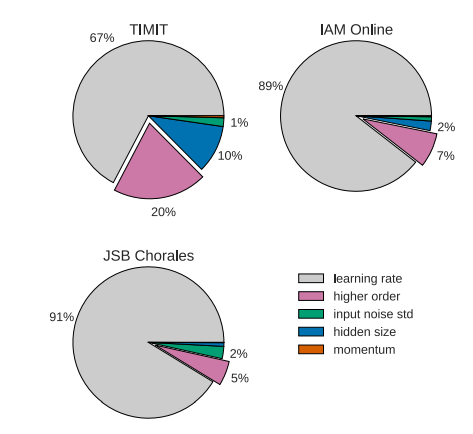 TIMIT
67%
1%
10%
20%
IAM Online
89%
2%
7%
JSB Chorales
91%
2%
5%
learning rate
higher order
input noise std
hidden size
momentum